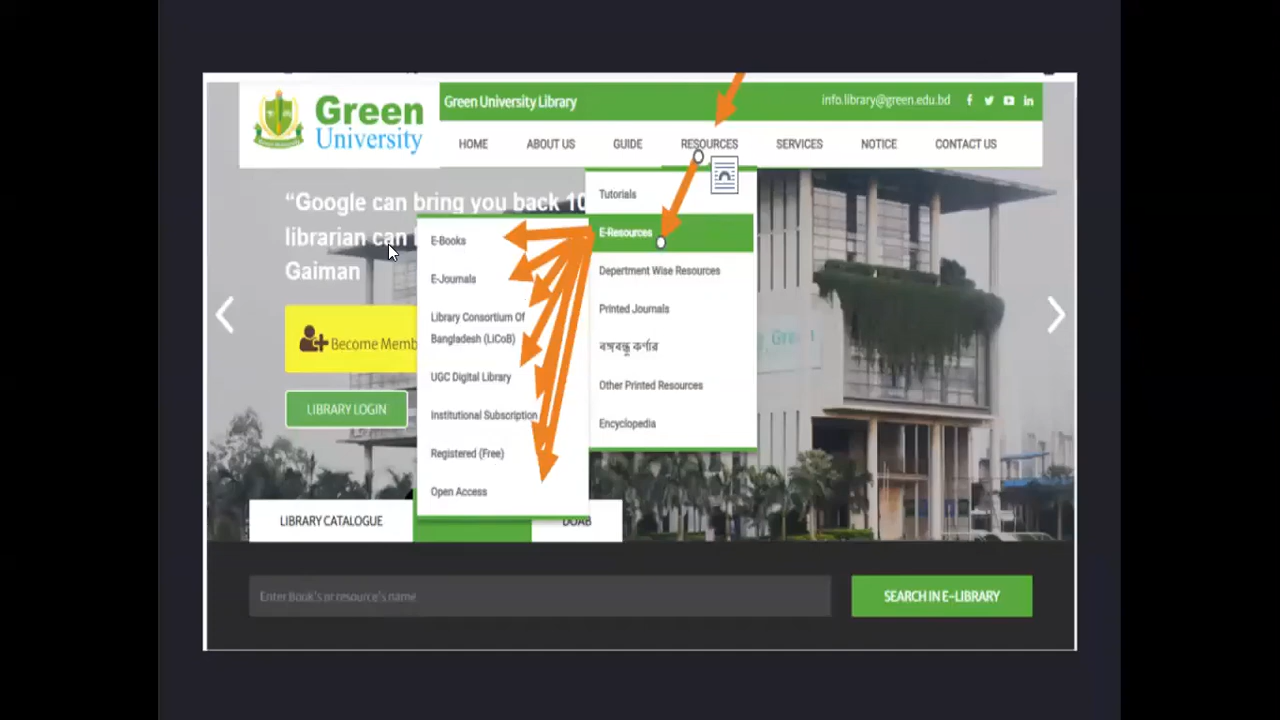 Green
University
Green University Library
info.library@green.edu.bd
HOME ABOUT US GUIDE RESOURCES SERVICES NOTICE CONTACT US
“Google can bring you back 10
librarian can
Gaiman
Become Memb
LIBRARY LOGIN
Tutorials
E-Resources
Department Wise Resources
Printed Journals
বঙ্গবন্ধু কর্ণার
Other Printed Resources
Encyclopedia
E-Books
E-Journals
Library Consortium Of
Bangladesh (LiCoB)
UGC Digital Library
Institutional Subscription
Registered (Free)
Open Access
LIBRARY CATALOGUE
DOAB
Enter Book's or resource's name
SEARCH IN E-LIBRARY